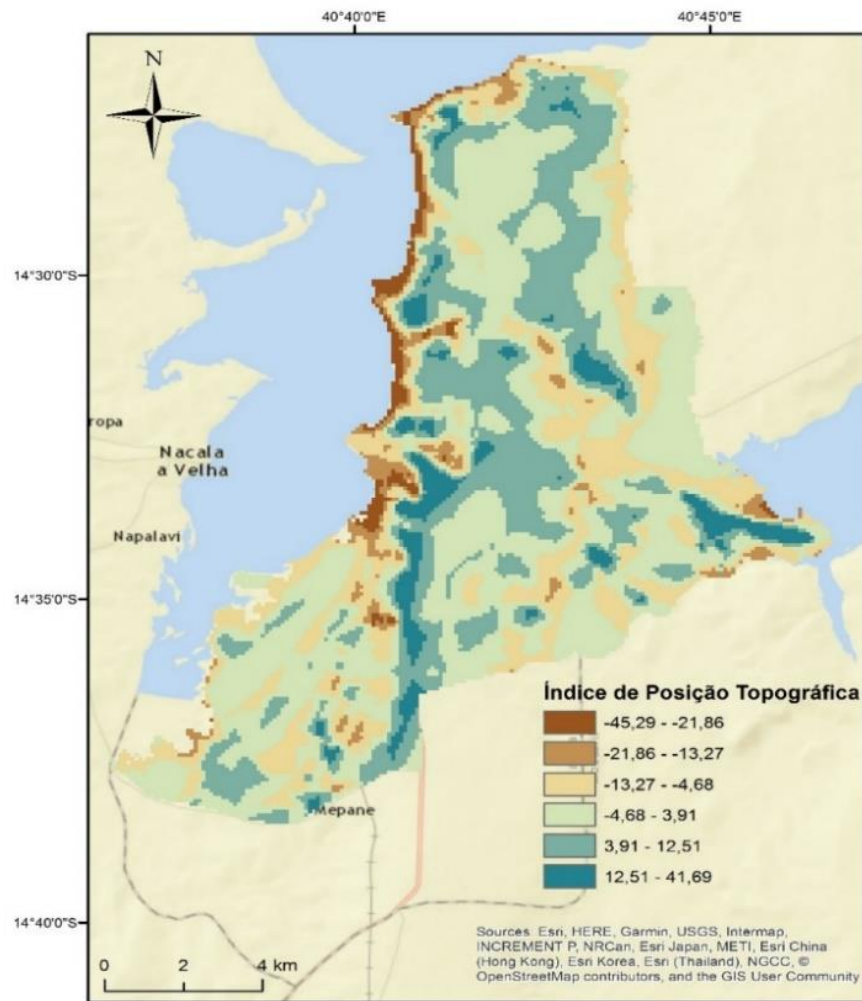 40°40'0"E
40°45'0"E
N
14°30'0"S
ropa
Nacala
a Velha
Napalavi
14°35'0"S
Índice de Posição Topográfica
-45,29 - -21,86
-21,86 - -13,27
-13,27 - -4,68
-4,68 - 3,91
3,91 - 12,51
12,51 - 41,69
Mepane
14°40'0"S
0 2 4 km
Sources: Esri, HERE, Garmin, USGS, Intermap,
INCREMENT P, NRCan, Esri Japan, METI, Esri China
(Hong Kong), Esri Korea, Esri (Thailand), NGCC, ©
OpenStreetMap contributors, and the GIS User Community